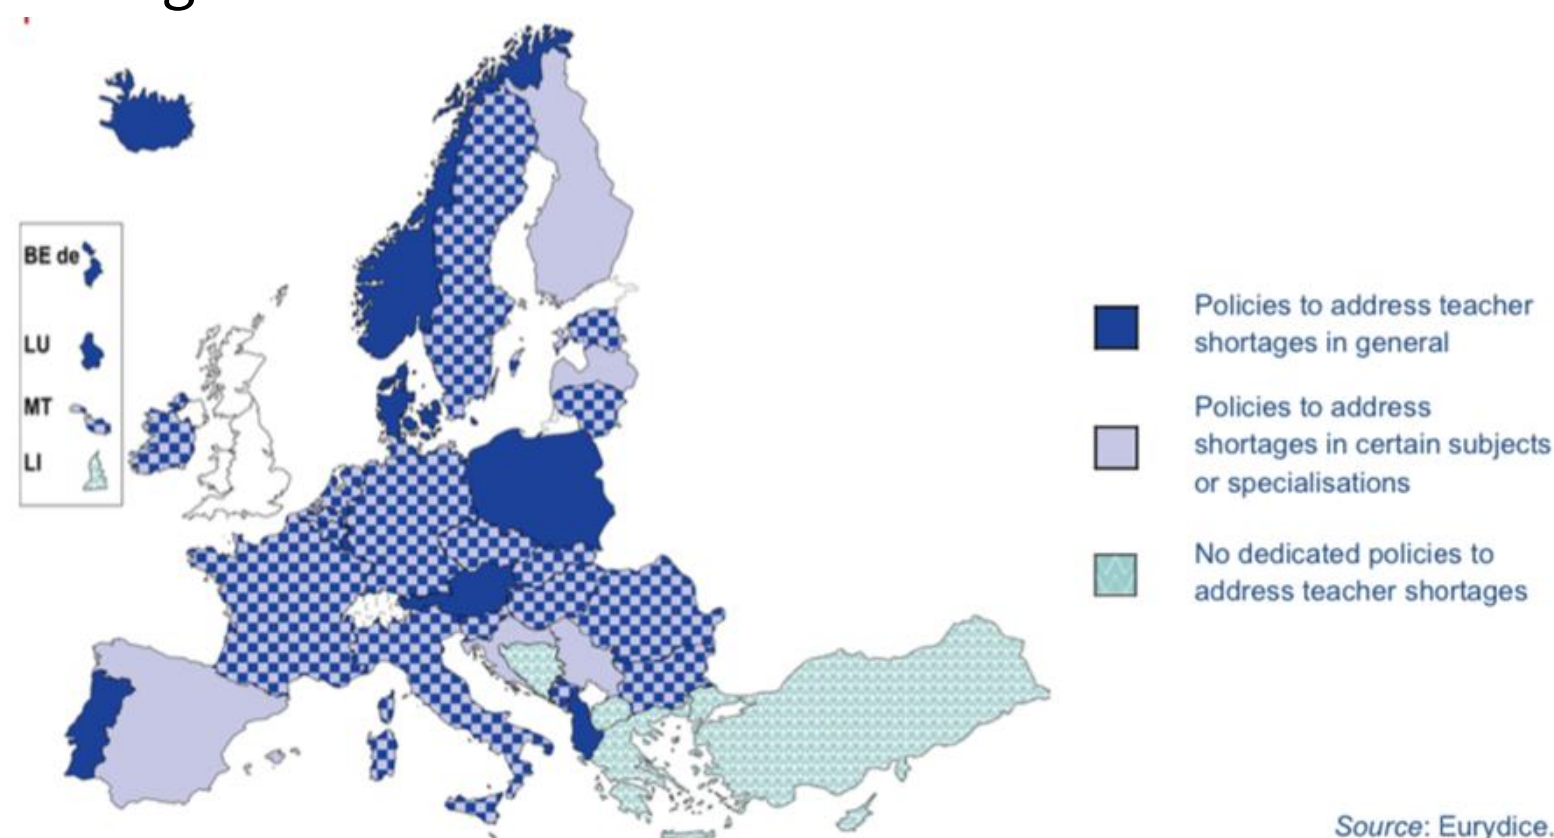 BE de
LU
MT
LI
Policies to address teacher
shortages in general
Policies to address
shortages in certain subjects
or specialisations
No dedicated policies to
address teacher shortages
Source: Eurydice.